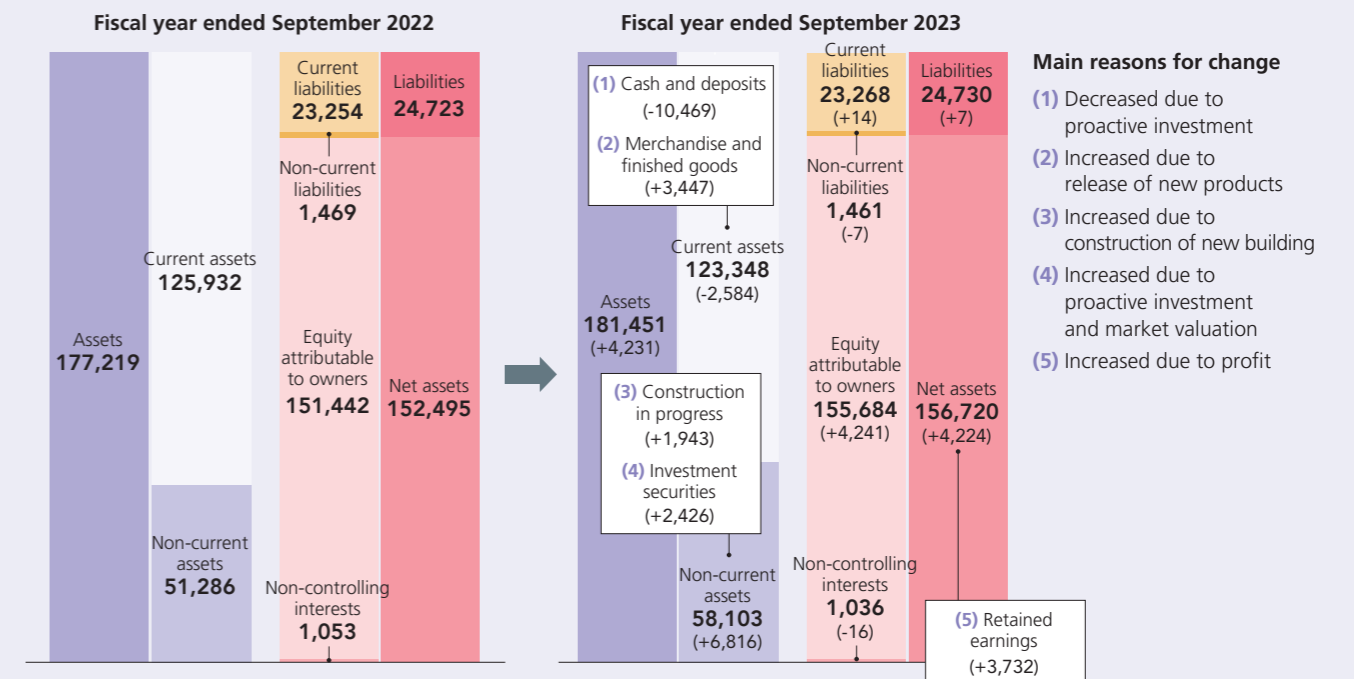 Fiscal year ended September 2022
Assets
177,219
Current assets
125,932
Non-current
assets
51,286
Current
liabilities
23,254
Non-current
liabilities
1,469
Equity
attributable
to owners
151,442
Non-controlling
interests
1,053
Liabilities
24,723
Net assets
152,495
Fiscal year ended September 2023
Assets
181,451
(+4,231)
(1) Cash and deposits
(-10,469)
(2) Merchandise and
finished goods
(+3,447)
Current assets
123,348
(-2,584)
(3) Construction
in progress
(+1,943)
(4) Investment
securities
(+2,426)
Non-current
assets
58,103
(+6,816)
Current
liabilities
23,268
(+14)
Non-current
liabilities
1,461
(-7)
Equity
attributable
to owners
155,684
(+4,241)
Non-controlling
interests
1,036
(-16)
Liabilities
24,730
(+7)
Net assets
156,720
(+4,224)
(5) Retained
earnings
(+3,732)
Main reasons for change
(1) Decreased due to
proactive investment
(2) Increased due to
release of new products
(3) Increased due to
construction of new building
(4) Increased due to
proactive investment
and market valuation
(5) Increased due to profit